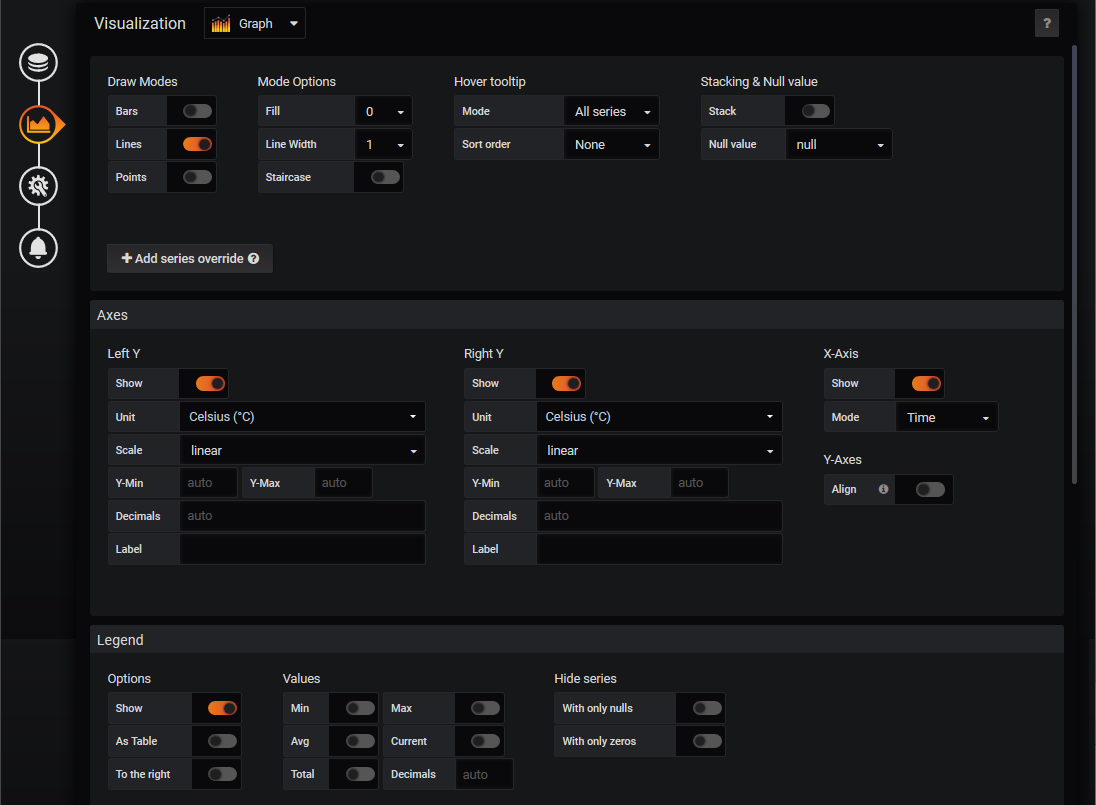 Visualization Graph ?
Draw Modes Mode Options Hover tooltip Stacking & Null value
Bars Fill 0 Mode All series Stack
Lines Line Width 1 Sort order None Null value null
Points Staircase
+ Add series override ?
Axes
Left Y Right Y X-Axis
Show Show Show
Unit Celsius (°C) Unit Celsius (°C) Mode Time
Scale linear Scale linear
Y-Axes
Y-Min auto Y-Max auto Y-Min auto Y-Max auto Align i
Decimals auto Decimals auto
Label Label
Legend
Options Values Hide series
Show Min Max With only nulls
As Table Avg Current With only zeros
To the right Total Decimals auto